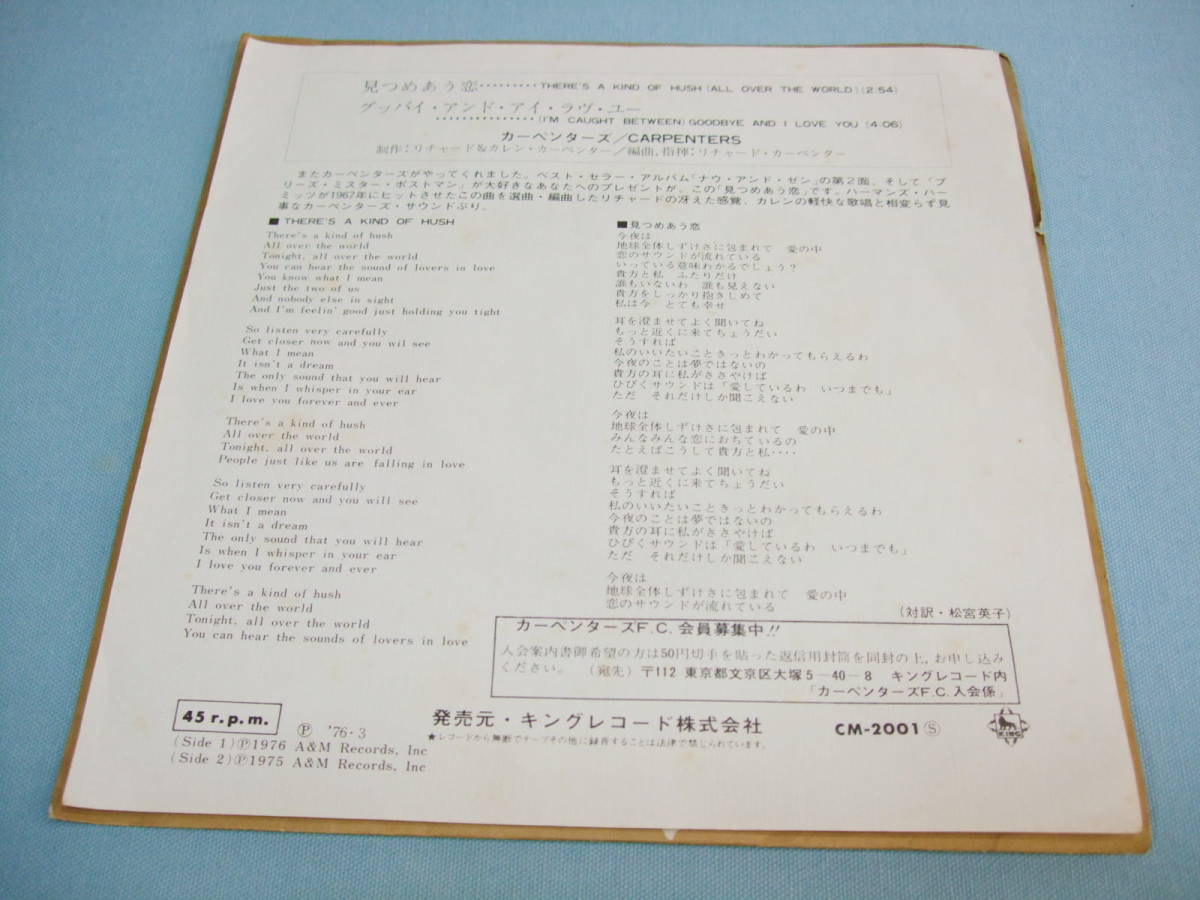 見つめあう恋・・・・・・・・・THERE'S A KIND OF HUSH (ALL OVER THE WORLD) (2:54)
グッバイ・アンド・アイ・ラヴ・ユー
・・・・・・・・・・・・・・(I'M CAUGHT BETWEEN) GOODBYE AND I LOVE YOU (4:06)
カーペンターズ/CARPENTERS
制作:リチャード&カレン・カーペンター/編曲、指揮:リチャード・カーペンター
またカーペンターズがやってくれました。ベスト・セラー・アルバム「ナウ・アンド・ゼン」の第2面、そして「プ
リーズ・ミスター・ポストマン」が大好きなあなたへのプレゼントが、この「見つめあう恋」です。ハーマンズ・ハー
ミッツが1967年にヒットさせたこの曲を選曲・編曲したリチャードの冴えた感覚、カレンの軽快な歌唱と相変らず見
事なカーペンターズ・サウンドぶり。
■ THERE'S A KIND OF HUSH
There's a kind of hush
All over the world
Tonight, all over the world
You can hear the sound of lovers in love
You know what I mean
Just the two of us
And nobody else in sight
And I'm feelin' good just holding you tight
So listen very carefully
Get closer now and you wil see
What I mean
It isn't a dream
The only sound that you will hear
Is when I whisper in your ear
I love you forever and ever
There's a kind of hush
All over the world
Tonight, all over the world
People just like us are falling in love
So listen very carefully
Get closer now and you will see
What I mean
It isn't a dream
The only sound that you will hear
Is when I whisper in your ear
I love you forever and ever
There's a kind of hush
All over the world
Tonight, all over the world
You can hear the sounds of lovers in love
■見つめあう恋
今夜は
地球全体しずけさに包まれて 愛の中
恋のサウンドが流れている
いっている意味わかるでしょう?
貴方と私 ふたりだけ
誰もいないわ 誰も見えない
貴方をしっかり抱きしめて
私は今 とても幸せ
耳を澄ませてよく聞いてね
もっと近くに来てちょうだい
そうすれば
私のいいたいこときっとわかってもらえるわ
今夜のことは夢ではないの
貴方の耳に私がささやけば
ひびくサウンドは「愛しているわ いつまでも」
ただ それだけしか聞こえない
今夜は
地球全体しずけさに包まれて 愛の中
みんなみんな恋におちているの
たとえばこうして貴方と私‥‥
耳を澄ませてよく聞いてね
もっと近くに来てちょうだい
そうすれば
私のいいたいこときっとわかってもらえるわ
今夜のことは夢ではないの
貴方の耳に私がささやけば
ひびくサウンドは「愛しているわ いつまでも」
ただ それだけしか聞こえない
今夜は
地球全体しずけさに包まれて 愛の中
恋のサウンドが流れている
(対訳・松宮英子)
カーペンターズF.C.会員募集中!!
入会案内書御希望の方は50円切手を貼った返信用封筒を同封の上、お申し込み
ください。 (宛先) 〒112 東京都文京区大塚5-40-8 キングレコード内
「カーペンターズF.C.入会係」
45 r.p.m.
Ⓟ '76・3
(Side 1)Ⓟ1976 A&M Records, Inc
(Side 2)Ⓟ1975 A&M Records, Inc
発売元・キングレコード株式会社
★レコードから無断でテープその他に録音することは法律で禁じられています。
CM-2001 Ⓢ
KING